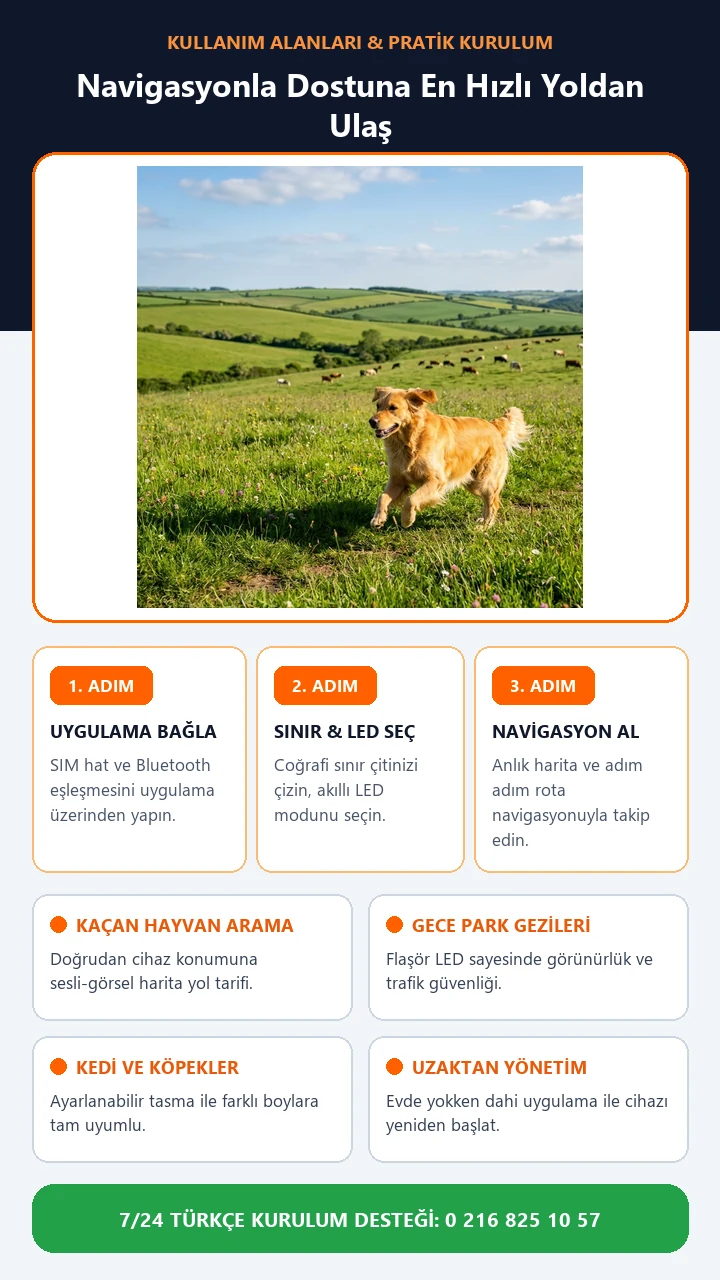 KULLANIM ALANLARI & PRATİK KURULUM
Navigasyonla Dostuna En Hızlı Yoldan
Ulaş
1. ADIM
UYGULAMA BAĞLA
SIM hat ve Bluetooth
eşleşmesini uygulama
üzerinden yapın.
2. ADIM
SINIR & LED SEÇ
Coğrafi sınır çitinizi
çizin, akıllı LED
modunu seçin.
3. ADIM
NAVİGASYON AL
Anlık harita ve adım
adım rota
navigasyonuyla takip
edin.
KAÇAN HAYVAN ARAMA
Doğrudan cihaz konumuna
sesli-görsel harita yol tarifi.
GECE PARK GEZİLERİ
Flaşör LED sayesinde görünürlük ve
trafik güvenliği.
KEDİ VE KÖPEKLER
Ayarlanabilir tasma ile farklı boylara
tam uyumlu.
UZAKTAN YÖNETİM
Evde yokken dahi uygulama ile cihazı
yeniden başlat.
7/24 TÜRKÇE KURULUM DESTEĞİ: 0 216 825 10 57